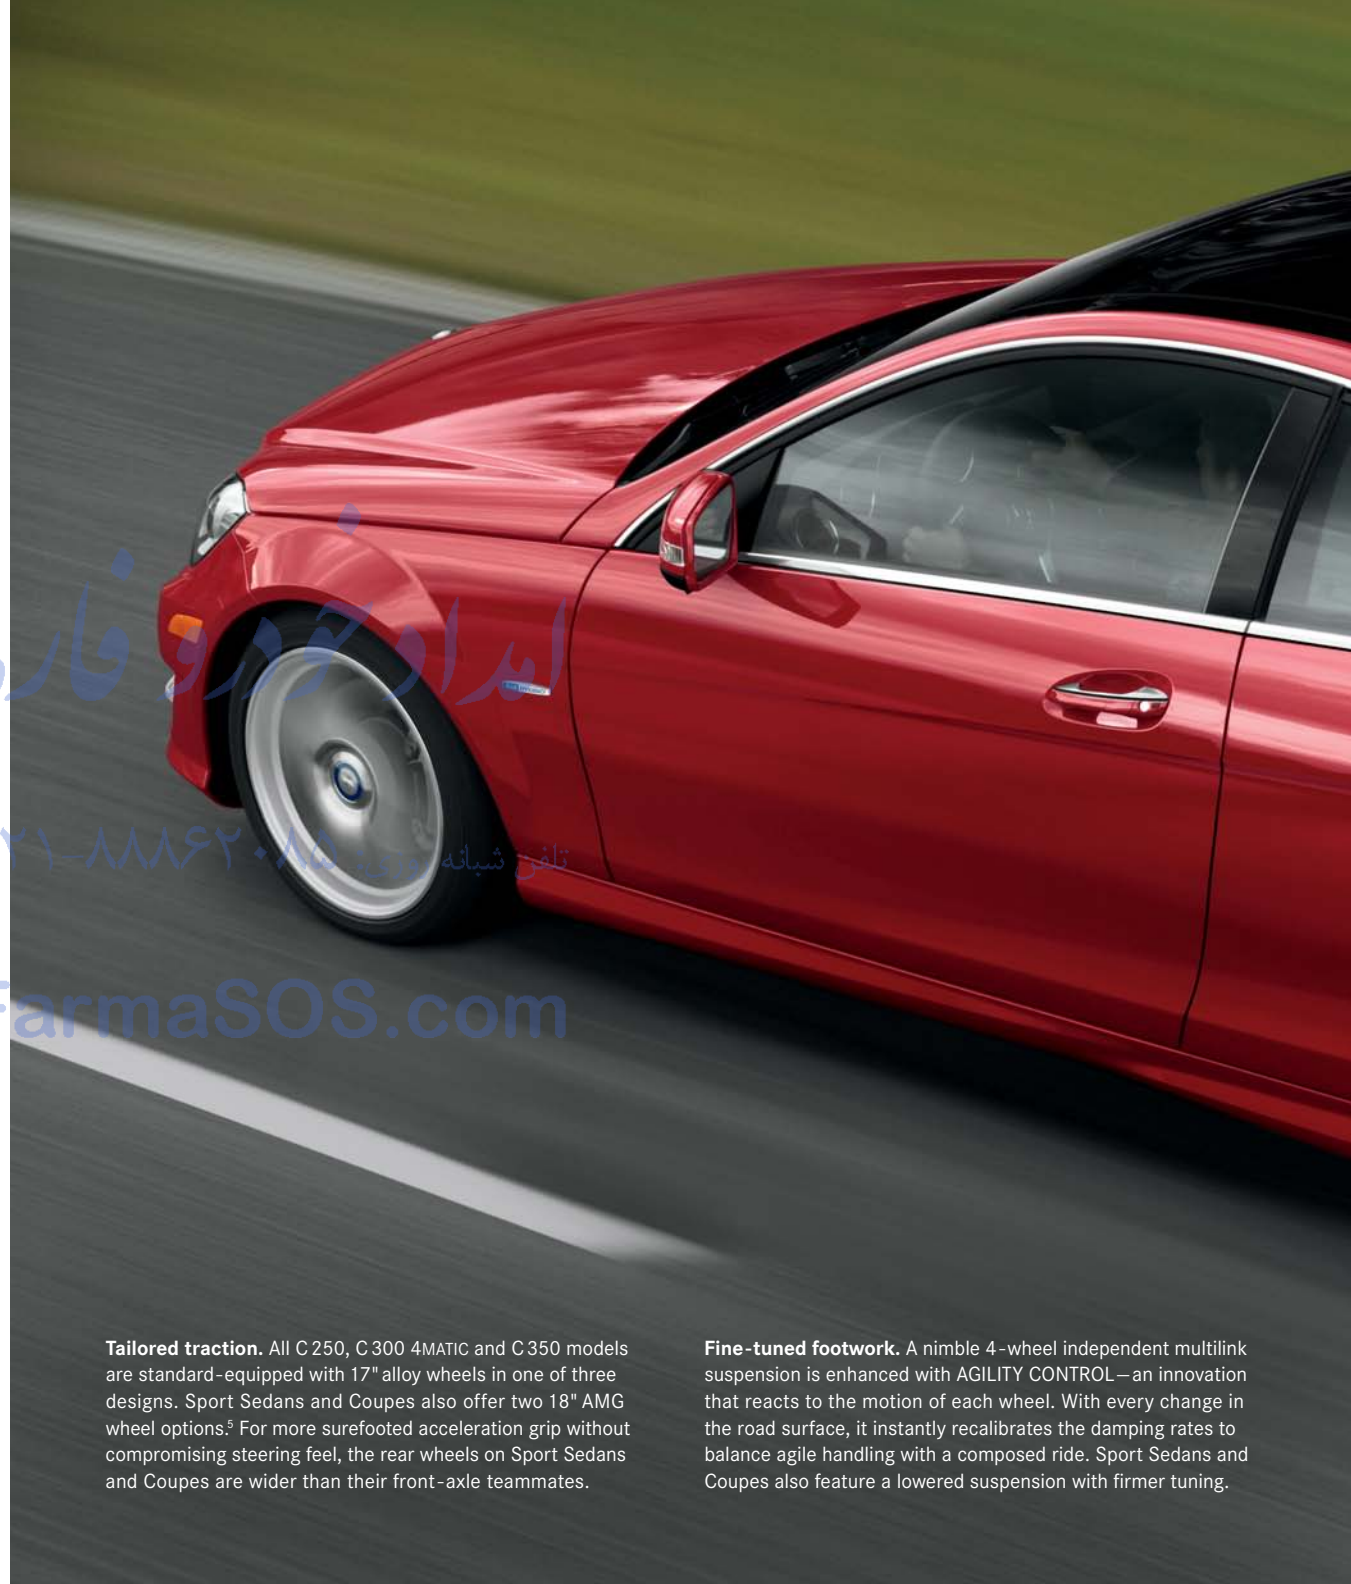 امداد خودرو
تلفن شبانه
FarmaSOS.com
Tailored traction. All C 250, C 300 4MATIC and C 350 models
are standard-equipped with 17" alloy wheels in one of three
designs. Sport Sedans and Coupes also offer two 18" AMG
wheel options.⁵ For more surefooted acceleration grip without
compromising steering feel, the rear wheels on Sport Sedans
and Coupes are wider than their front-axle teammates.
Fine-tuned footwork. A nimble 4-wheel independent multilink
suspension is enhanced with AGILITY CONTROL—an innovation
that reacts to the motion of each wheel. With every change in
the road surface, it instantly recalibrates the damping rates to
balance agile handling with a composed ride. Sport Sedans and
Coupes also feature a lowered suspension with firmer tuning.